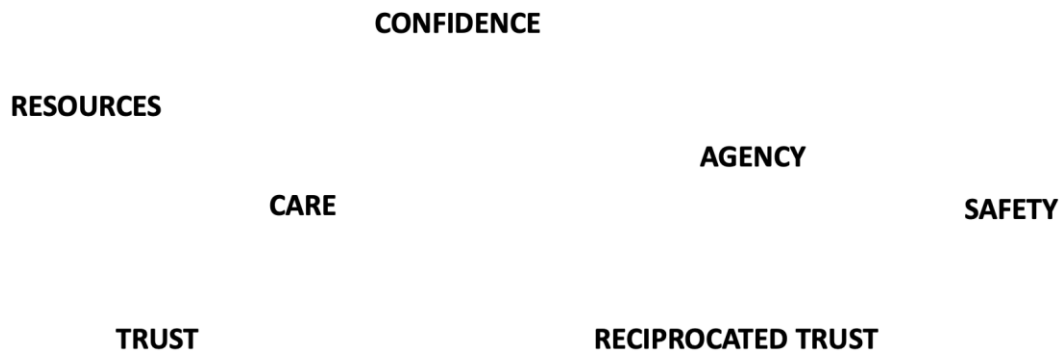 CONFIDENCE
RESOURCES
AGENCY
CARE
SAFETY
TRUST
RECIPROCATED TRUST